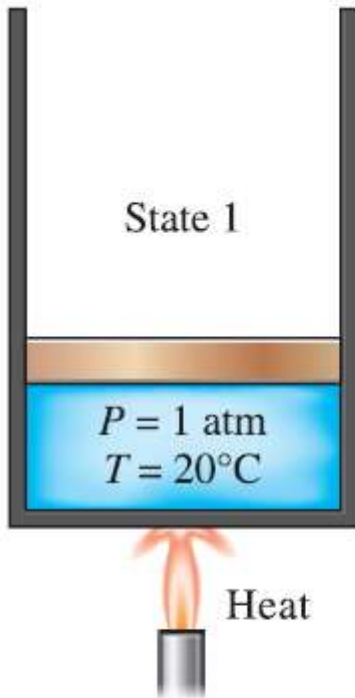 State 1
P = 1 atm
T = 20°C
Heat